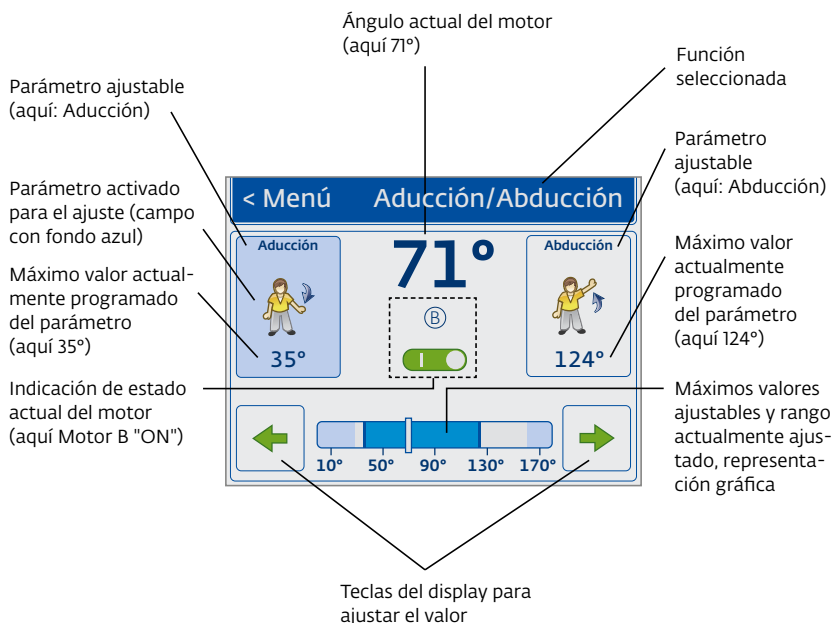 Ángulo actual del motor
(aquí 71°)
Función
seleccionada
Parámetro ajustable
(aquí: Aducción)
Parámetro
ajustable
(aquí: Abducción)
Parámetro activado
para el ajuste (campo
con fondo azul)
Máximo valor actual-
mente programado
del parámetro
(aquí 35°)
Indicación de estado
actual del motor
(aquí Motor B "ON")
< Menú Aducción/Abducción
Aducción
35°
71°
B
Abducción
124°
10° 50° 90° 130° 170°
Máximo valor
actualmente
programado
del parámetro
(aquí 124°)
Máximos valores
ajustables y rango
actualmente ajus-
tado, representa-
ción gráfica
Teclas del display para
ajustar el valor